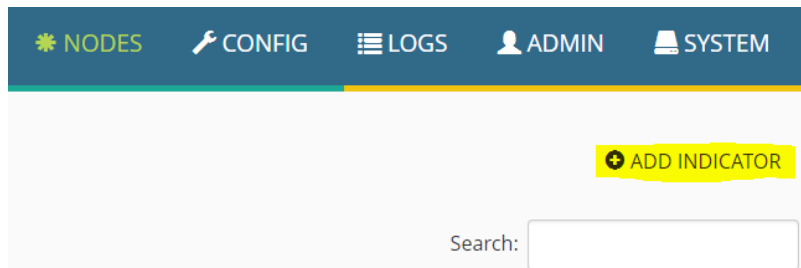 NODES CONFIG LOGS ADMIN SYSTEM
ADD INDICATOR
Search: